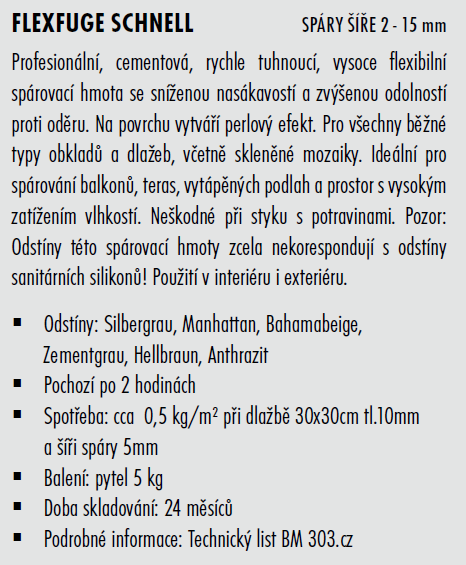 FLEXFUGE SCHNELL SPÁRY ŠÍŘE 2 - 15 mm
Profesionální, cementová, rychle tuhnoucí, vysoce flexibilní
spárovací hmota se sníženou nasákavostí a zvýšenou odolností
proti oděru. Na povrchu vytváří perlový efekt. Pro všechny běžné
typy obkladů a dlažeb, včetně skleněné mozaiky. Ideální pro
spárování balkonů, teras, vytápěných podlah a prostor s vysokým
zatížením vlhkostí. Neškodné při styku s potravinami. Pozor:
Odstíny této spárovací hmoty zcela nekorespondují s odstíny
sanitárních silikonů! Použití v interiéru i exteriéru.
▪ Odstíny: Silbergrau, Manhattan, Bahamabeige,
Zementgrau, Hellbraun, Anthrazit
▪ Pochozí po 2 hodinách
▪ Spotřeba: cca 0,5 kg/m² při dlažbě 30x30cm tl.10mm
a šíři spáry 5mm
▪ Balení: pytel 5 kg
▪ Doba skladování: 24 měsíců
▪ Podrobné informace: Technický list BM 303.cz